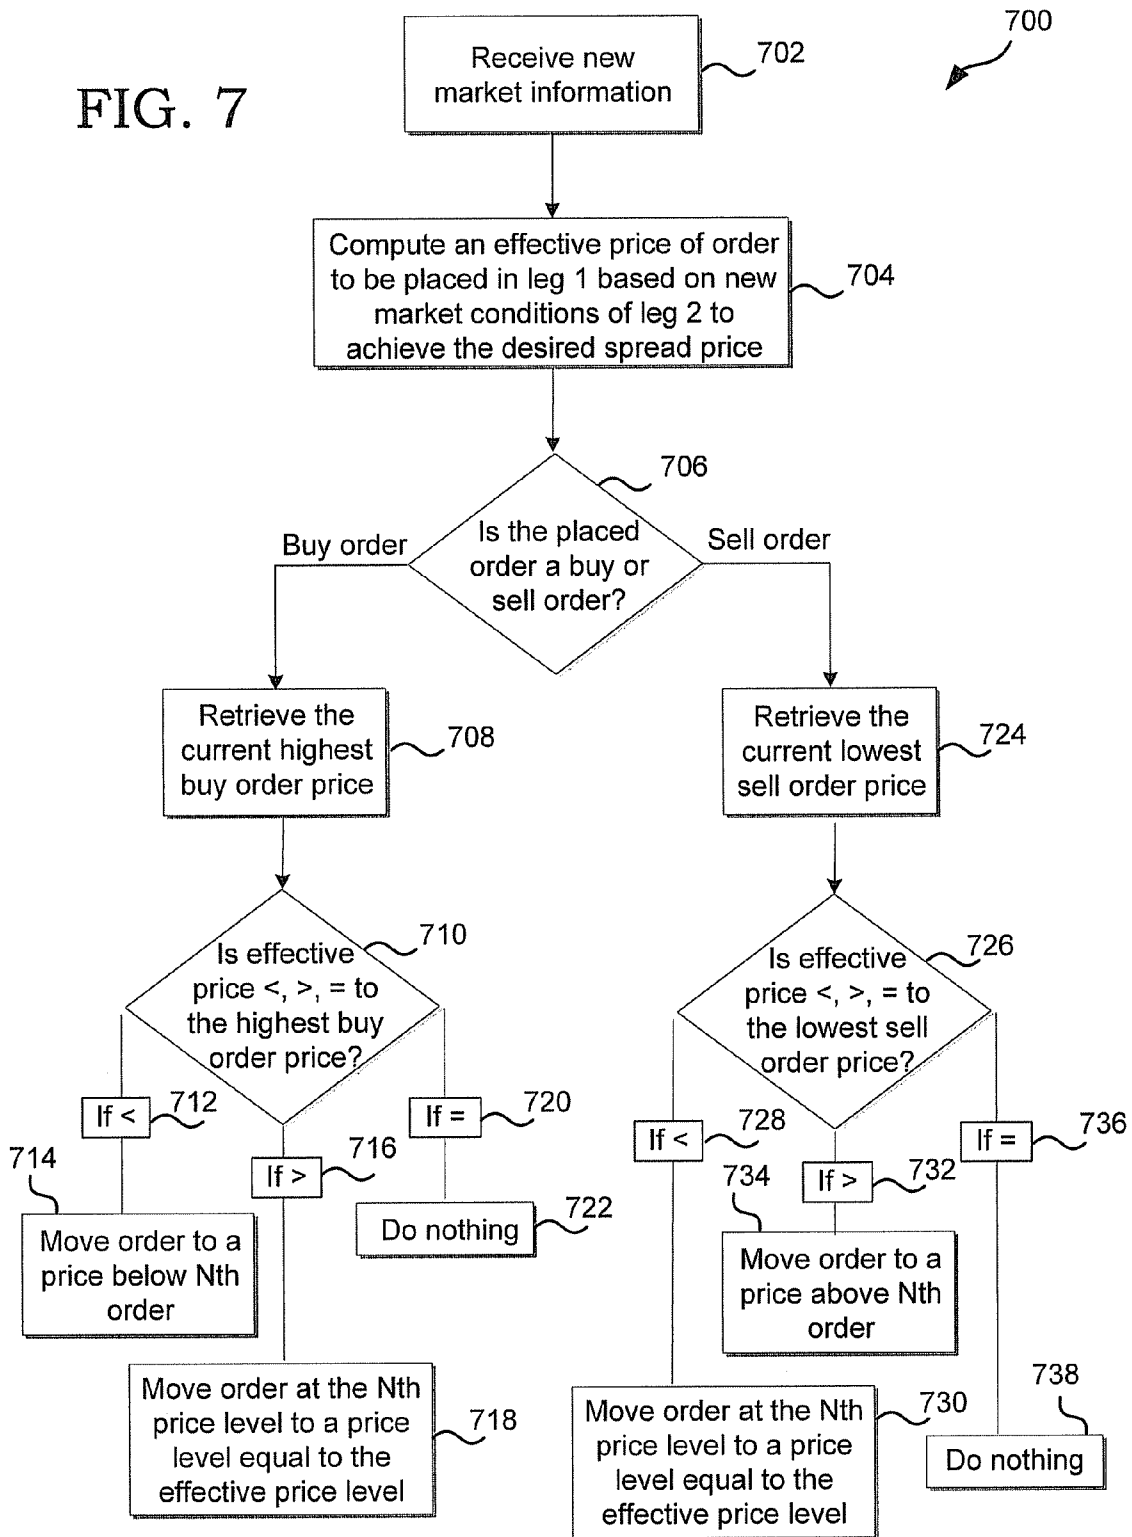 FIG. 7
700
Receive new
market information
702
Compute an effective price of order
to be placed in leg 1 based on new
market conditions of leg 2 to
achieve the desired spread price
704
706
Is the placed
order a buy or
sell order?
Buy order
Sell order
Retrieve the
current highest
buy order price
708
Retrieve the
current lowest
sell order price
724
Is effective
price <, >, = to
the highest buy
order price?
710
Is effective
price <, >, = to
the lowest sell
order price?
726
If <
712
If >
716
If =
720
If <
728
If >
732
If =
736
714
Move order to a
price below Nth
order
Do nothing
722
734
Move order to a
price above Nth
order
Move order at the Nth
price level to a price
level equal to the
effective price level
718
Move order at the Nth
price level to a price
level equal to the
effective price level
730
738
Do nothing